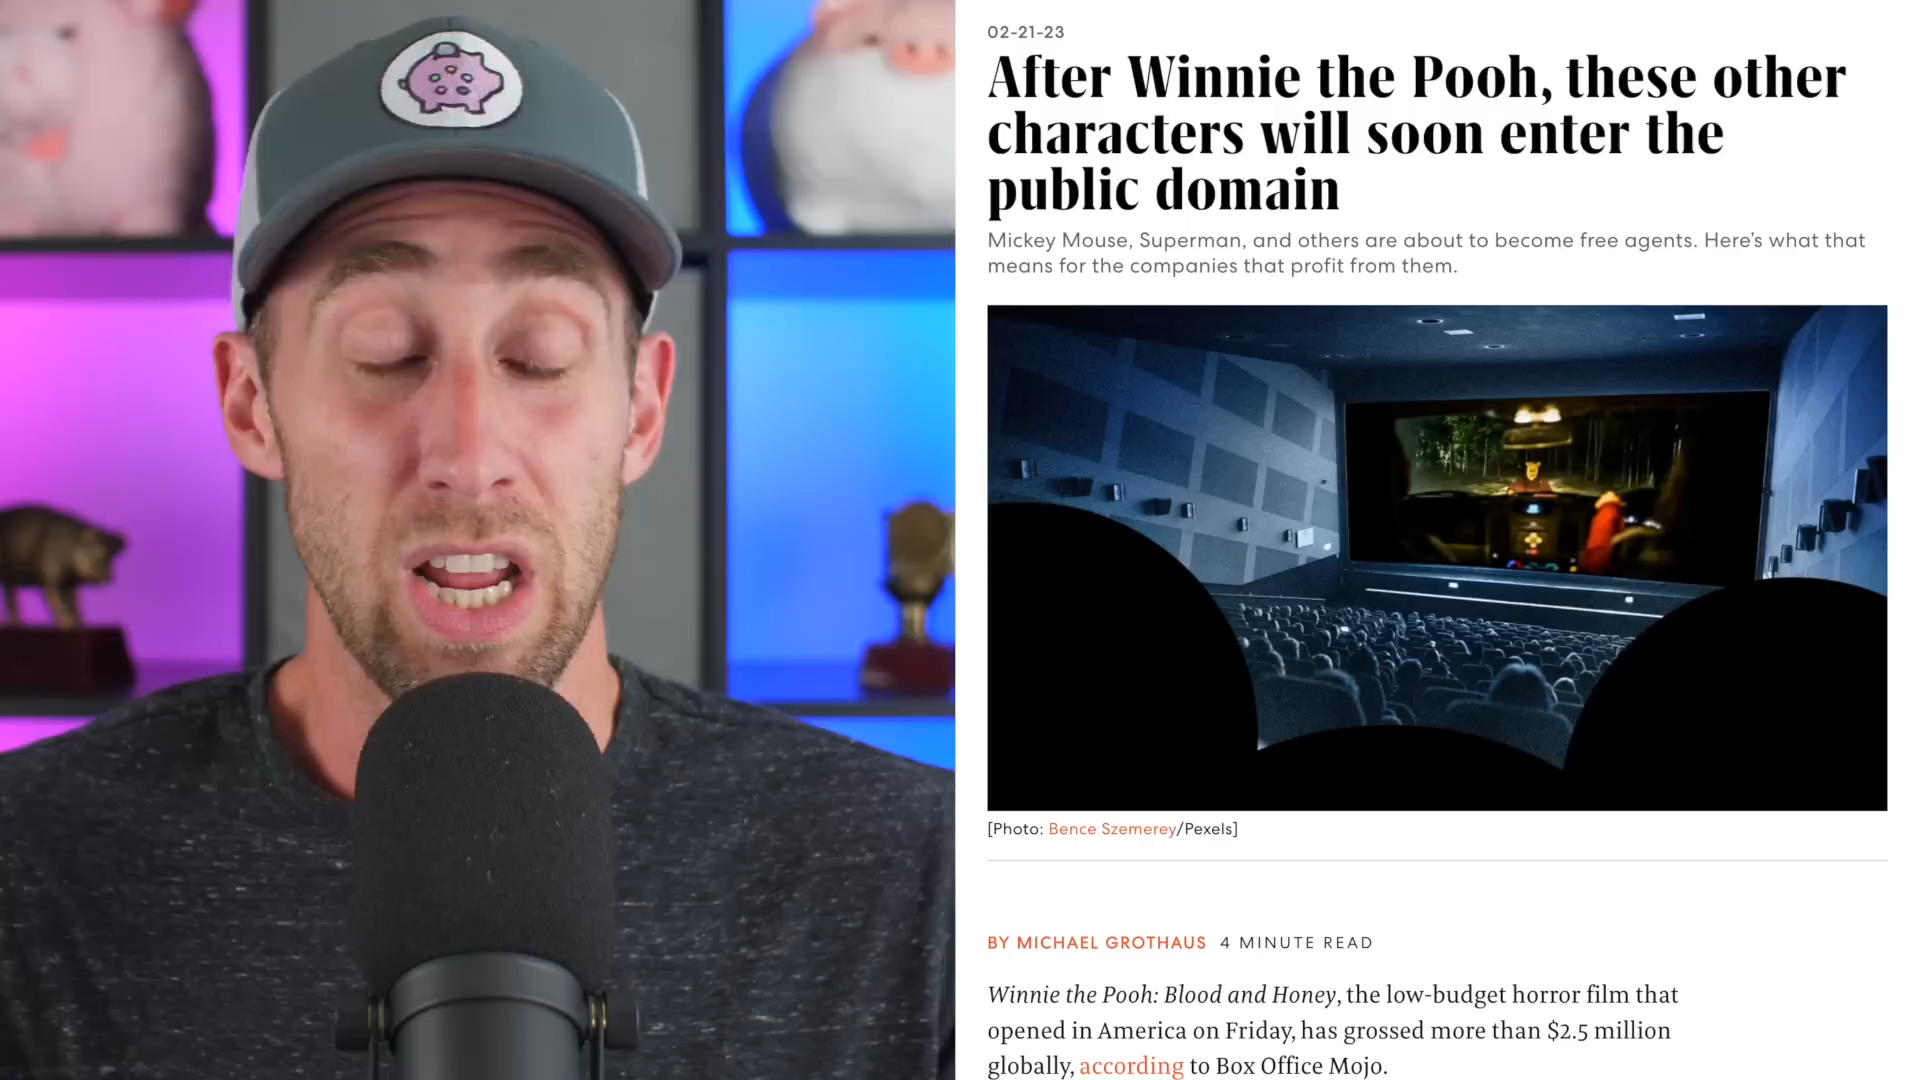 02-21-23
After Winnie the Pooh, these other
characters will soon enter the
public domain
Mickey Mouse, Superman, and others are about to become free agents. Here’s what that
means for the companies that profit from them.
[Photo: Bence Szemerey/Pexels]
BY MICHAEL GROTHAUS 4 MINUTE READ
Winnie the Pooh: Blood and Honey, the low-budget horror film that
opened in America on Friday, has grossed more than $2.5 million
globally, according to Box Office Mojo.